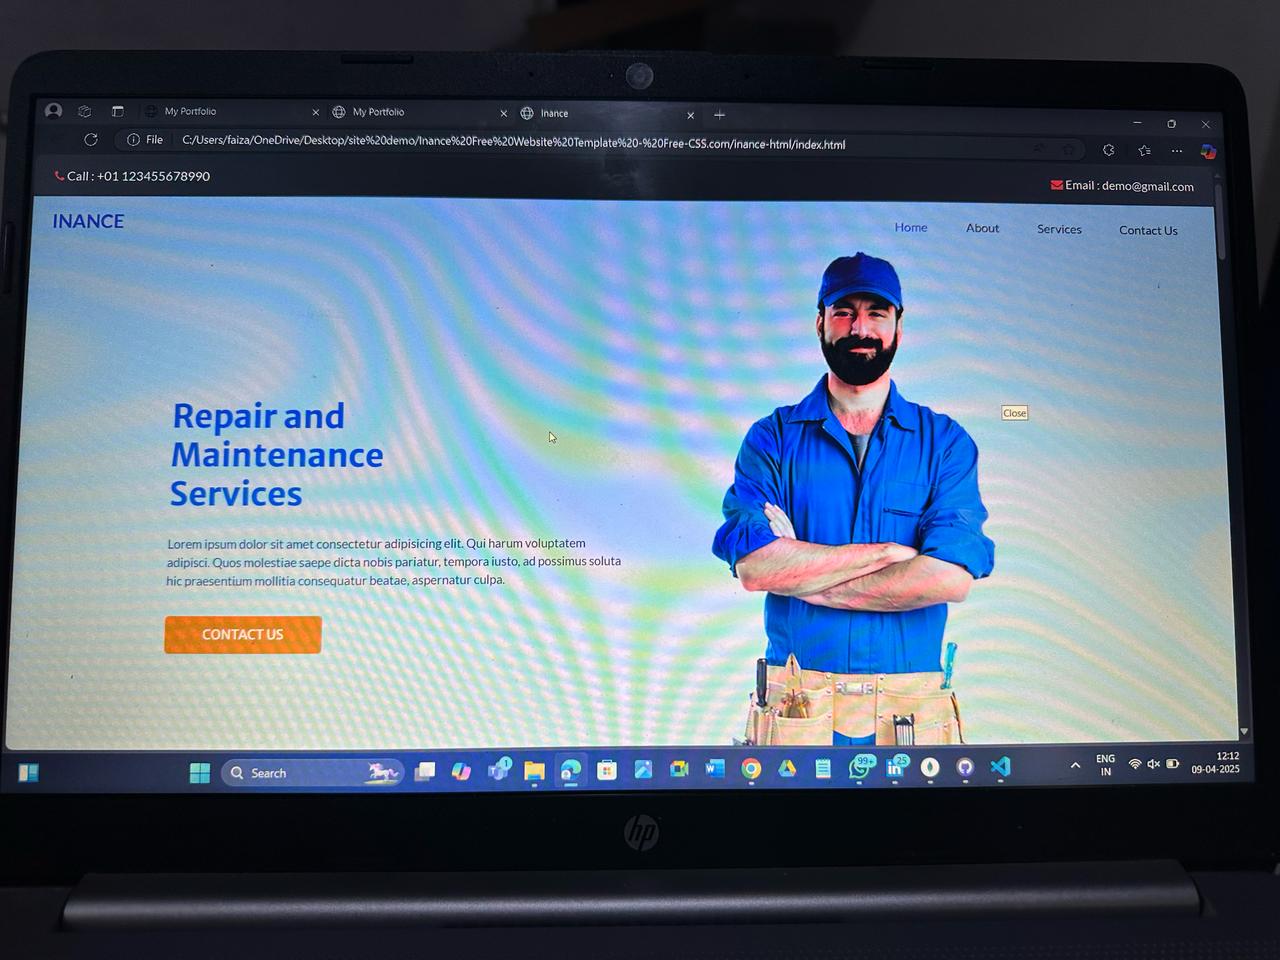 My Portfolio
My Portfolio
Inance
File
C:/Users/faiza/OneDrive/Desktop/site%20demo/Inance%20Free%20Website%20Template%20-%20Free-CSS.com/inance-html/index.html
Call : +01 123455678990
Email : demo@gmail.com
INANCE
Home
About
Services
Contact Us
Close
Repair and
Maintenance
Services
Lorem ipsum dolor sit amet consectetur adipisicing elit. Qui harum voluptatem
adipisci. Quos molestiae saepe dicta nobis pariatur, tempora iusto, ad possimus soluta
hic praesentium mollitia consequatur beatae, aspernatur culpa.
CONTACT US
Search
1
99+
25
ENG
IN
12:12
09-04-2025
hp